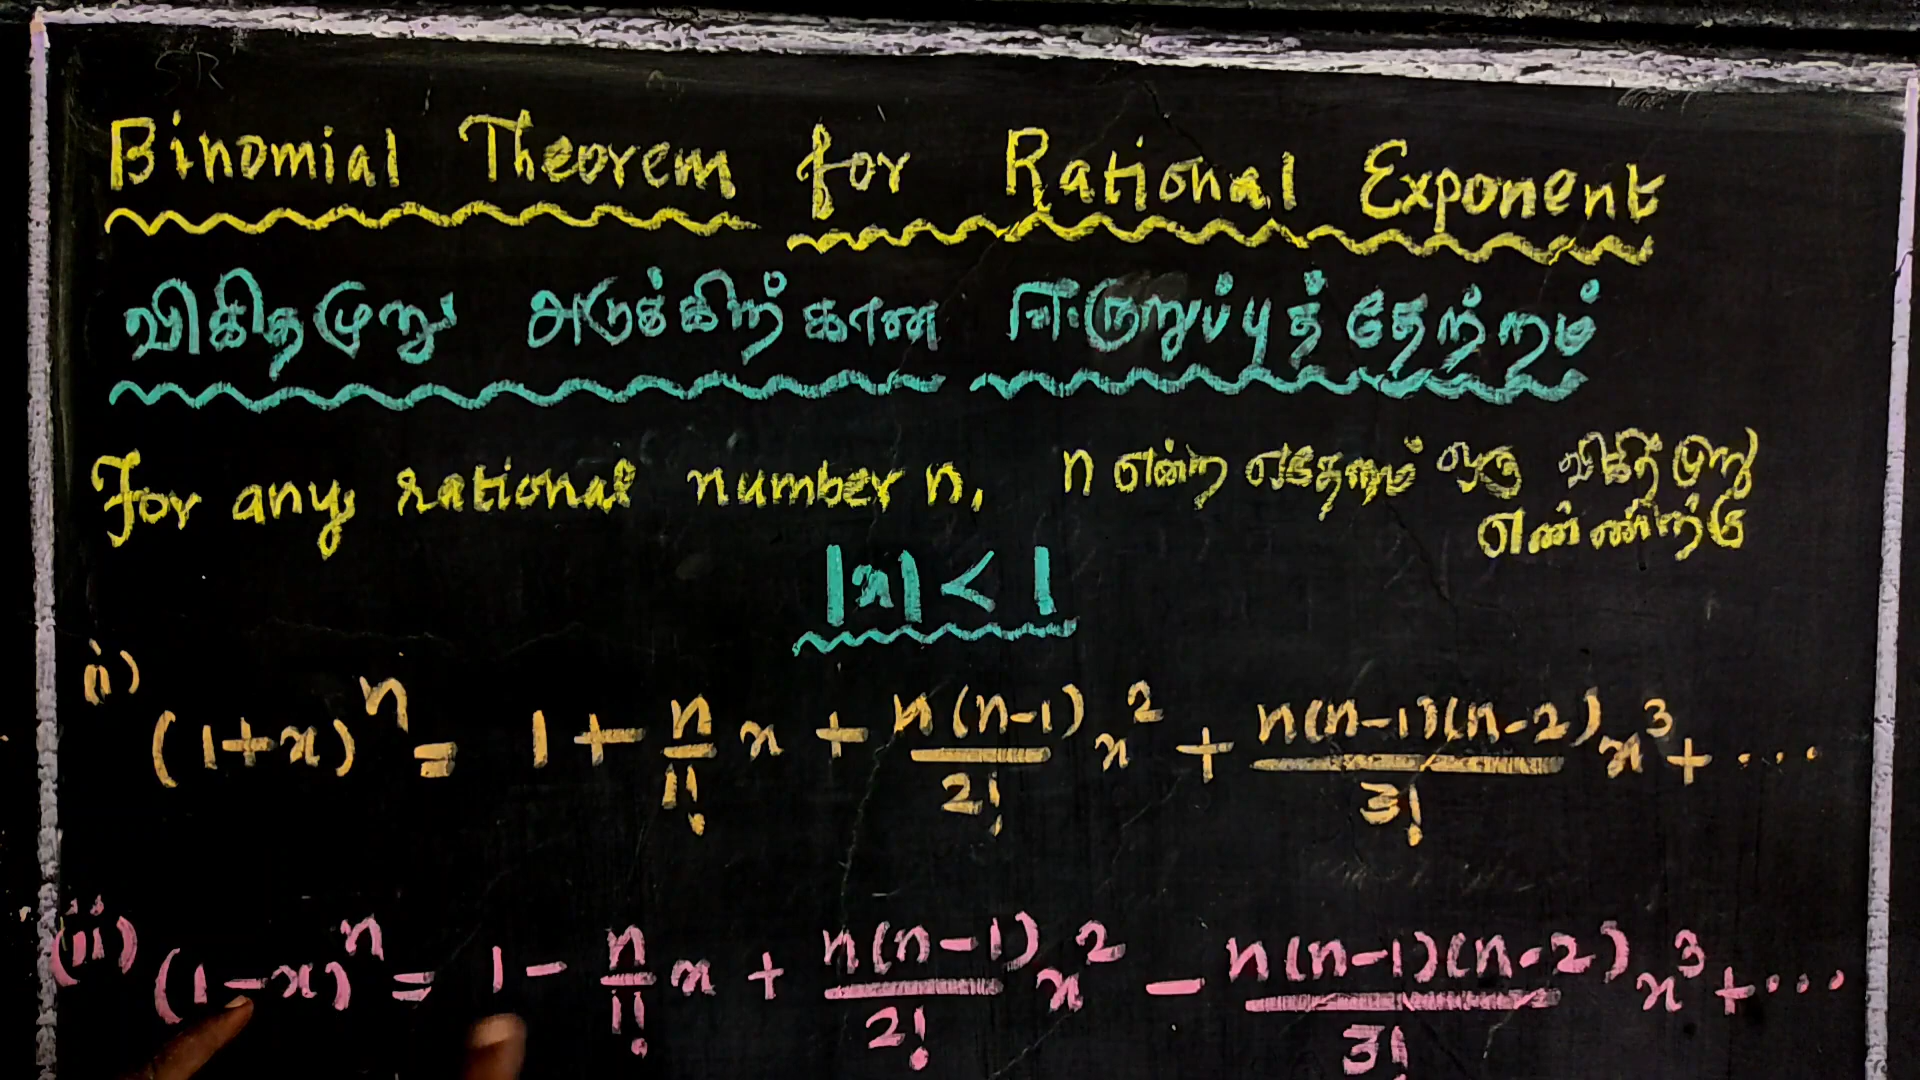 SR
Binomial Theorem for Rational Exponent
விகிதமுறு அடுக்கிற்கான ஈருறுப்புத் தேற்றம்
For any rational number n, n என்ற ஏதேனும் ஒரு விகிதமுறு
எண்ணிற்கு
|x| < 1
i) (1+x)^n = 1 + n/1! x + n(n-1)/2! x^2 + n(n-1)(n-2)/3! x^3 + ...
(ii) (1-x)^n = 1 - n/1! x + n(n-1)/2! x^2 - n(n-1)(n-2)/3! x^3 + ...